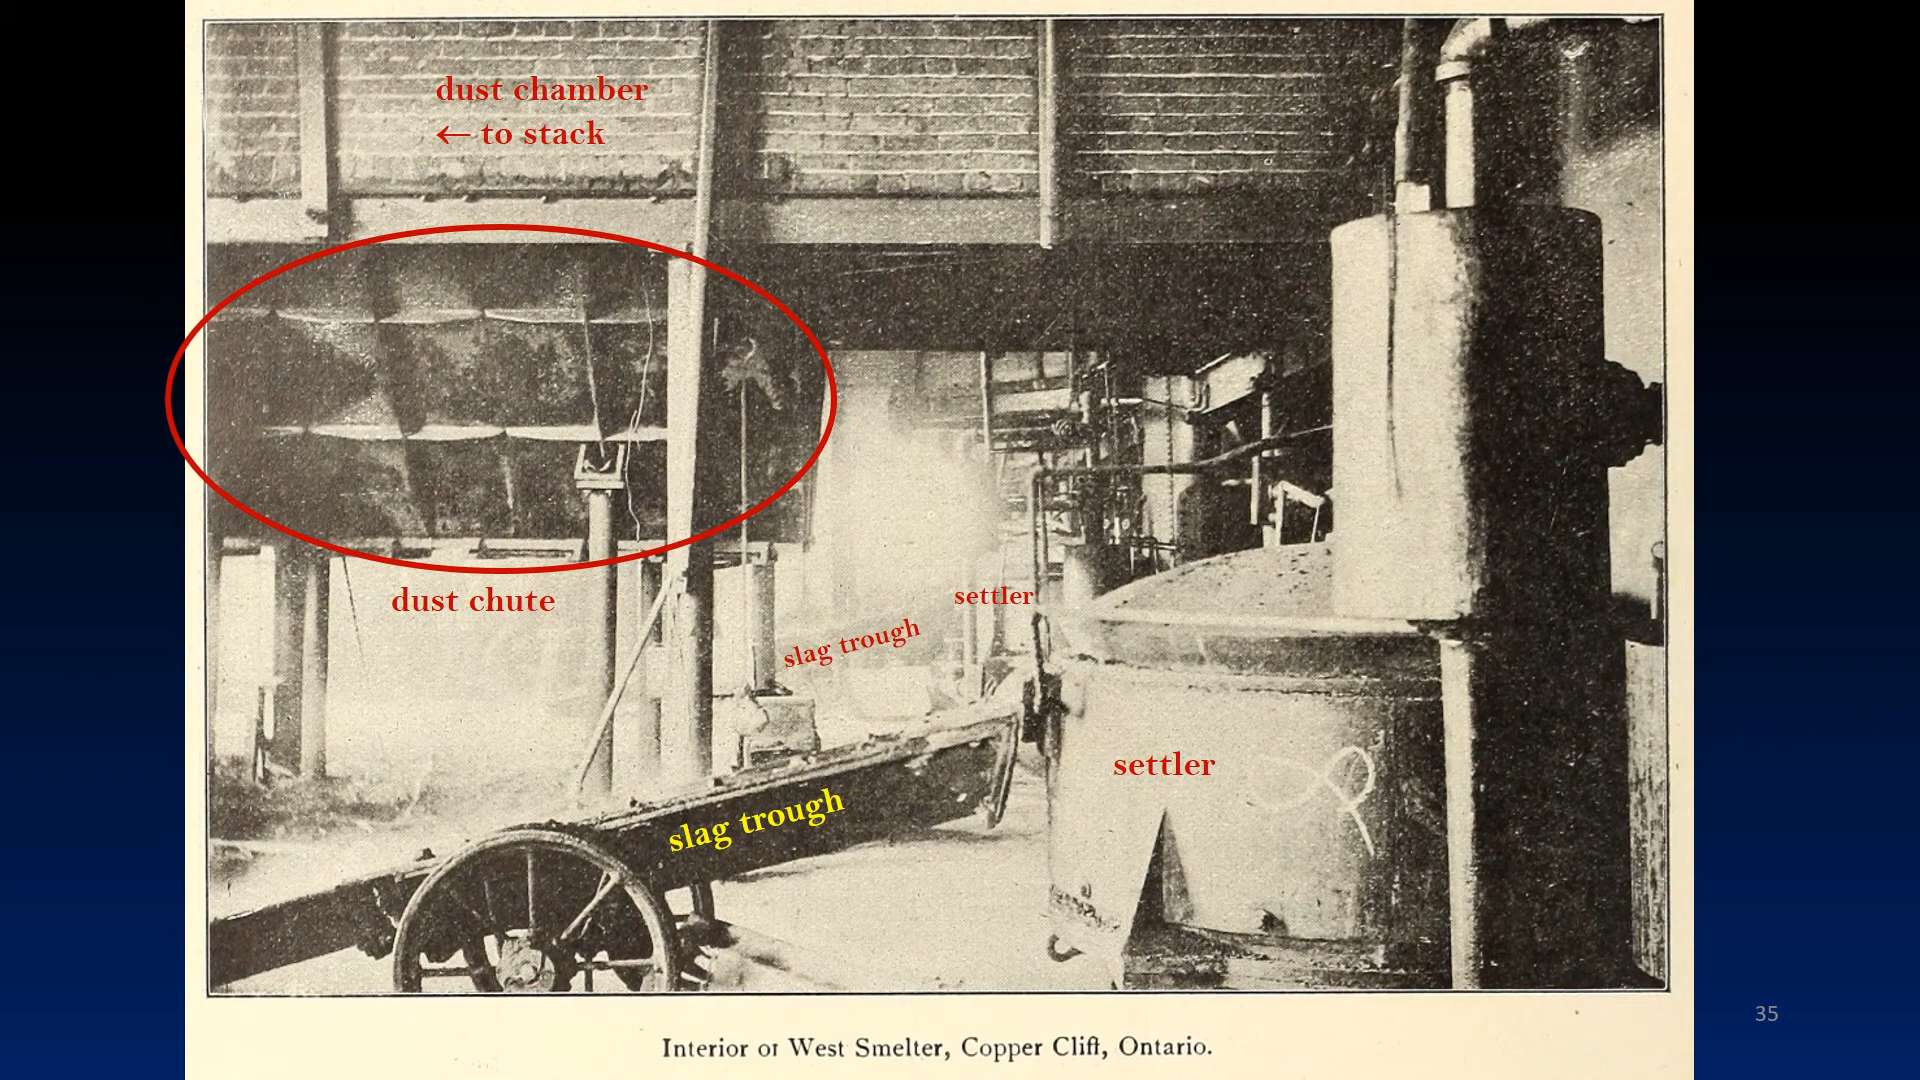 dust chamber
← to stack
dust chute
settler
slag trough
settler
slag trough
35
Interior of West Smelter, Copper Cliff, Ontario.